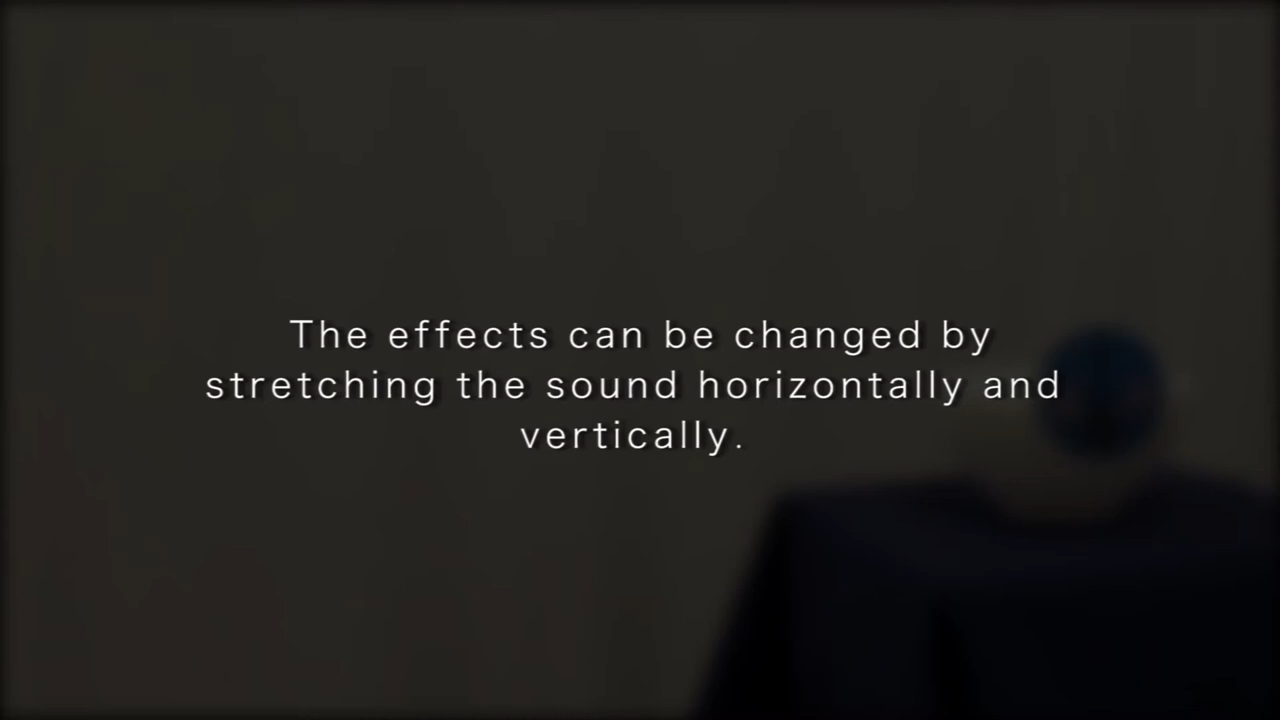 The effects can be changed by
stretching the sound horizontally and
vertically.